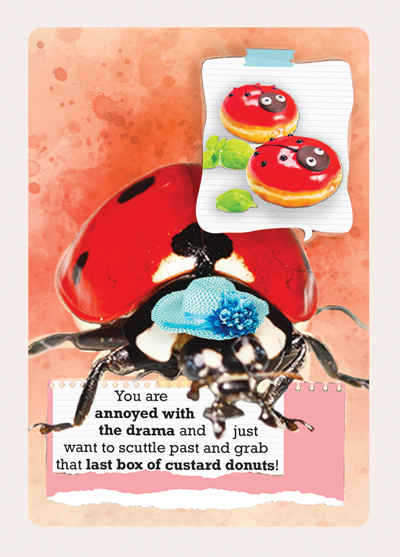 You are
annoyed with
the drama and just
want to scuttle past and grab
that last box of custard donuts!